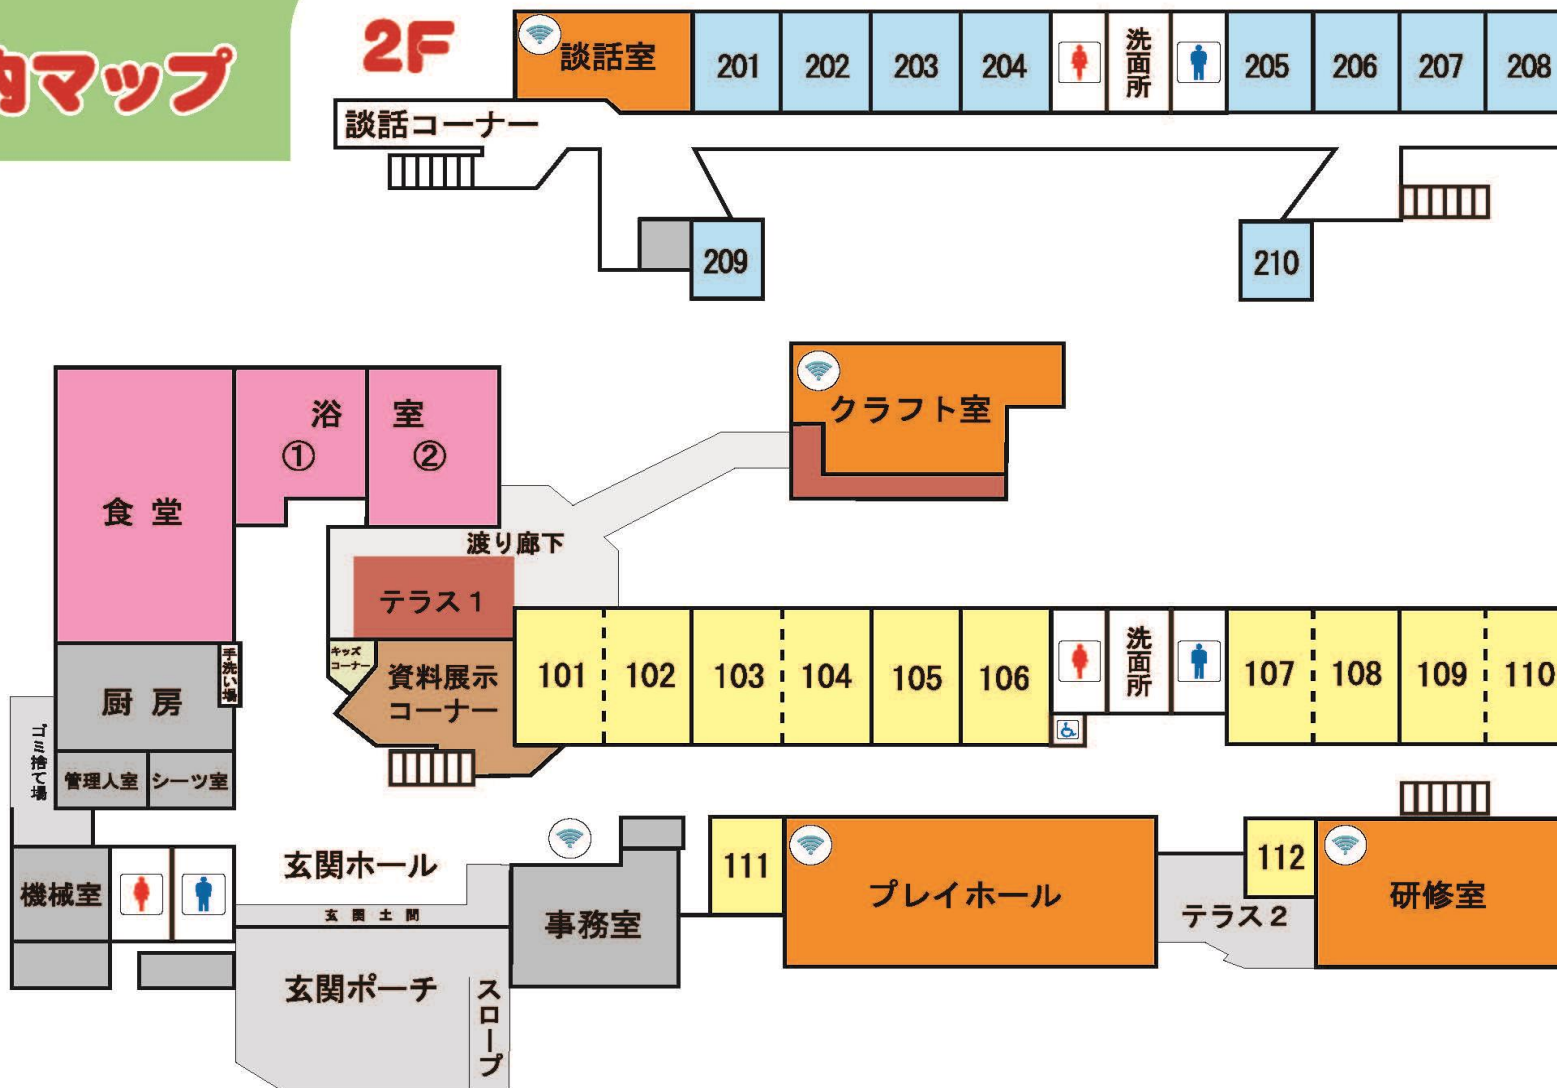 内マップ
2F
談話室
201
202
203
204
洗面所
205
206
207
208
談話コーナー
209
210
クラフト室
浴室
①
②
食堂
渡り廊下
テラス1
キッズ
コーナー
資料展示
コーナー
手洗い場
厨房
101
102
103
104
105
106
洗面所
107
108
109
110
ゴミ捨て場
管理人室
シーツ室
玄関ホール
111
プレイホール
112
研修室
機械室
玄関土間
事務室
テラス2
玄関ポーチ
スロープ